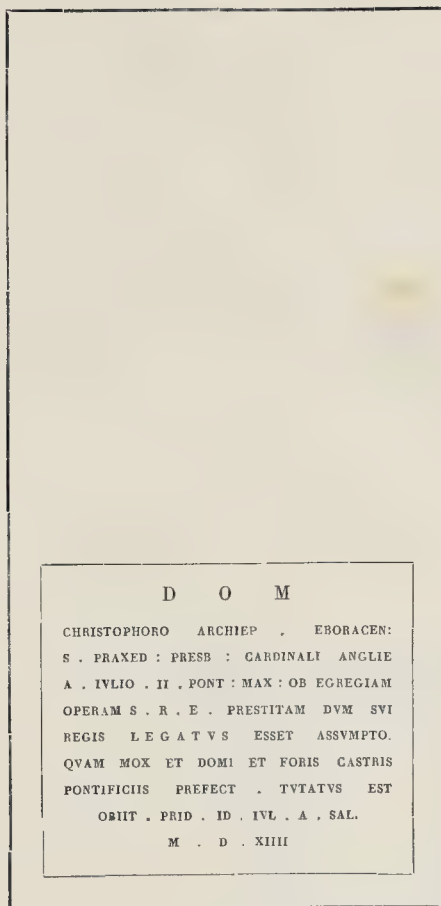 D O M
CHRISTOPHORO ARCHIEP . EBORACEN:
S . PRAXED : PRESB : CARDINALI ANGLIE
A . IVLIO . II . PONT : MAX : OB EGREGIAM
OPERAM S . R . E . PRESTITAM DVM SVI
REGIS LEGATVS ESSET ASSVMPTO.
QVAM MOX ET DOMI ET FORIS CASTRIS
PONTIFICIIS PREFECT . TVTATVS EST
OBIIT . PRID . ID . IVL . A . SAL.
M . D . XIIII